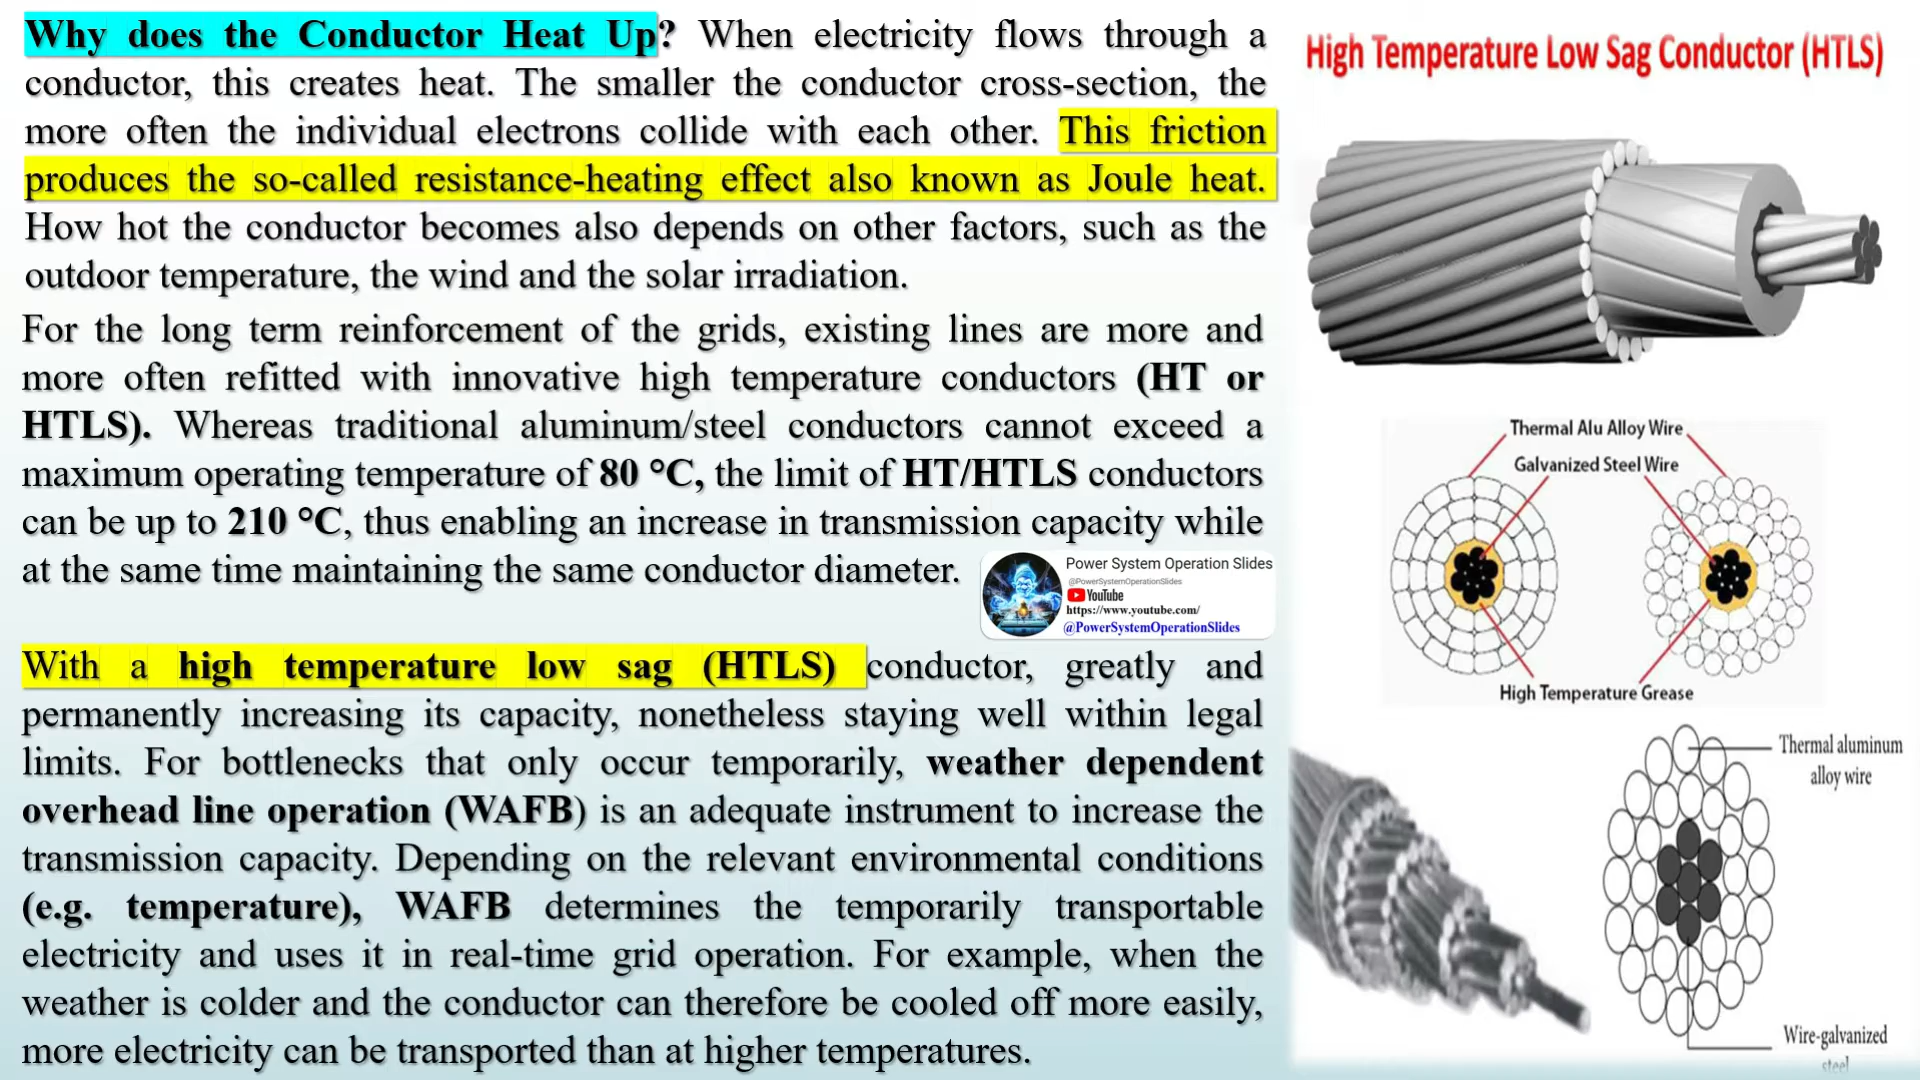 Why does the Conductor Heat Up? When electricity flows through a
conductor, this creates heat. The smaller the conductor cross-section, the
more often the individual electrons collide with each other. This friction
produces the so-called resistance-heating effect also known as Joule heat.
How hot the conductor becomes also depends on other factors, such as the
outdoor temperature, the wind and the solar irradiation.
For the long term reinforcement of the grids, existing lines are more and
more often refitted with innovative high temperature conductors (HT or
HTLS). Whereas traditional aluminum/steel conductors cannot exceed a
maximum operating temperature of 80 °C, the limit of HT/HTLS conductors
can be up to 210 °C, thus enabling an increase in transmission capacity while
at the same time maintaining the same conductor diameter.
Power System Operation Slides
@PowerSystemOperationSlides
YouTube
https://www.youtube.com/
@PowerSystemOperationSlides
With a high temperature low sag (HTLS) conductor, greatly and
permanently increasing its capacity, nonetheless staying well within legal
limits. For bottlenecks that only occur temporarily, weather dependent
overhead line operation (WAFB) is an adequate instrument to increase the
transmission capacity. Depending on the relevant environmental conditions
(e.g. temperature), WAFB determines the temporarily transportable
electricity and uses it in real-time grid operation. For example, when the
weather is colder and the conductor can therefore be cooled off more easily,
more electricity can be transported than at higher temperatures.
High Temperature Low Sag Conductor (HTLS)
Thermal Alu Alloy Wire
Galvanized Steel Wire
High Temperature Grease
Thermal aluminum
alloy wire
Wire-galvanized
steel